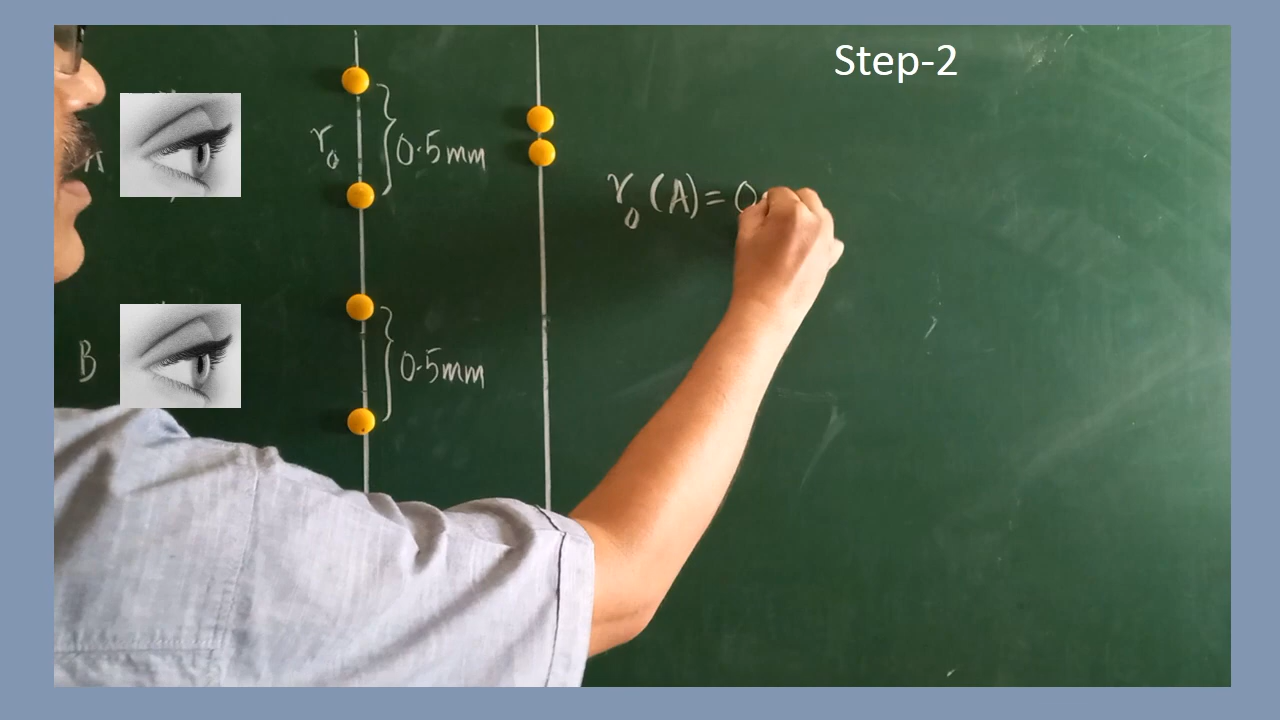 Step-2
r₀ } 0.5mm
r₀ (A) = 0
B } 0.5mm